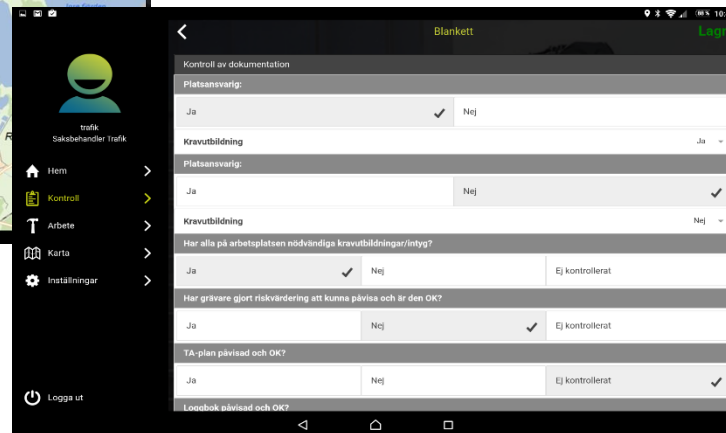 88% 10:
Blankett
Lagr
trafik
Saksbehandler Trafik
Hem
Kontroll
Arbete
Karta
Inställningar
Logga ut
Kontroll av dokumentation
Platsansvarig:
Ja Nej
Kravutbildning Ja
Platsansvarig:
Ja Nej
Kravutbildning Nej
Har alla på arbetsplatsen nödvändiga kravutbildningar/intyg?
Ja Nej Ej kontrollerat
Har grävare gjort riskvärdering att kunna påvisa och är den OK?
Ja Nej Ej kontrollerat
TA-plan påvisad och OK?
Ja Nej Ej kontrollerat
Loggbok påvisad och OK?